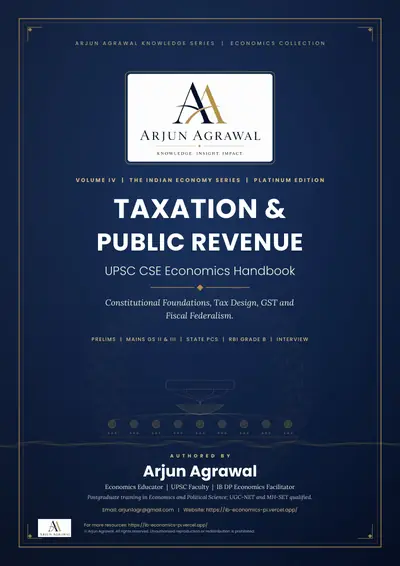 ARJUN AGRAWAL KNOWLEDGE SERIES | ECONOMICS COLLECTION
AA
ARJUN AGRAWAL
KNOWLEDGE. INSIGHT. IMPACT.
VOLUME IV | THE INDIAN ECONOMY SERIES | PLATINUM EDITION
TAXATION &
PUBLIC REVENUE
UPSC CSE Economics Handbook
Constitutional Foundations, Tax Design, GST and
Fiscal Federalism.
PRELIMS | MAINS GS II & III | STATE PCS | RBI GRADE B | INTERVIEW
AUTHORED BY
Arjun Agrawal
Economics Educator | UPSC Faculty | IB DP Economics Facilitator
Postgraduate training in Economics and Political Science; UGC-NET and MH-SET qualified.
Email: arjun1agr@gmail.com | Website: https://ib-economics-pi.vercel.app/
AA
ARJUN AGRAWAL
For more resources: https://ib-economics-pi.vercel.app/
© Arjun Agrawal. All rights reserved. Unauthorised reproduction or redistribution is prohibited.